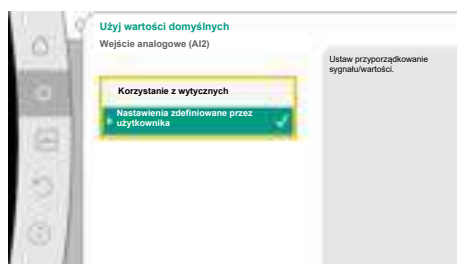 Użyj wartości domyślnych
Wejście analogowe (AI2)
Ustaw przyporządkowanie
sygnału/wartości.
Korzystanie z wytycznych
Nastawienia zdefiniowane przez
użytkownika